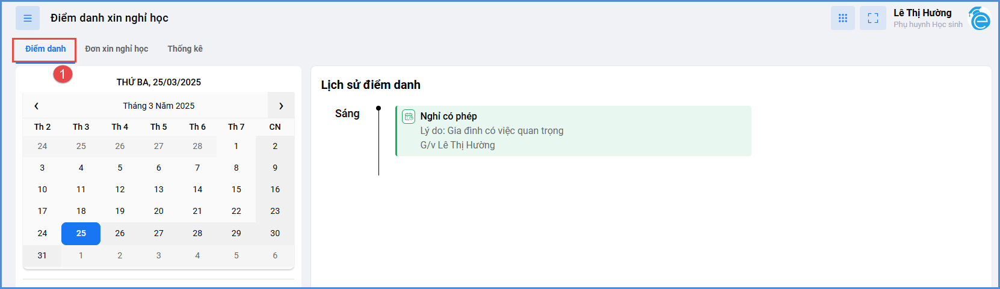 Điểm danh xin nghỉ học
Lê Thị Hường
Phụ huynh Học sinh
Điểm danh
Đơn xin nghỉ học
Thống kê
1
THỨ BA, 25/03/2025
‹ Tháng 3 Năm 2025 ›
Th 2 Th 3 Th 4 Th 5 Th 6 Th 7 CN
24 25 26 27 28 1 2
3 4 5 6 7 8 9
10 11 12 13 14 15 16
17 18 19 20 21 22 23
24 25 26 27 28 29 30
31 1 2 3 4 5 6
Lịch sử điểm danh
Sáng
Nghỉ có phép
Lý do: Gia đình có việc quan trọng
G/v Lê Thị Hường